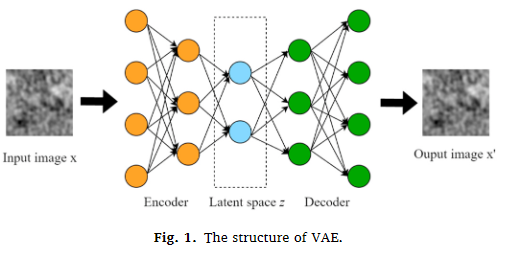 Input image x
Ouput image x'
Encoder Latent space z Decoder
Fig. 1. The structure of VAE.